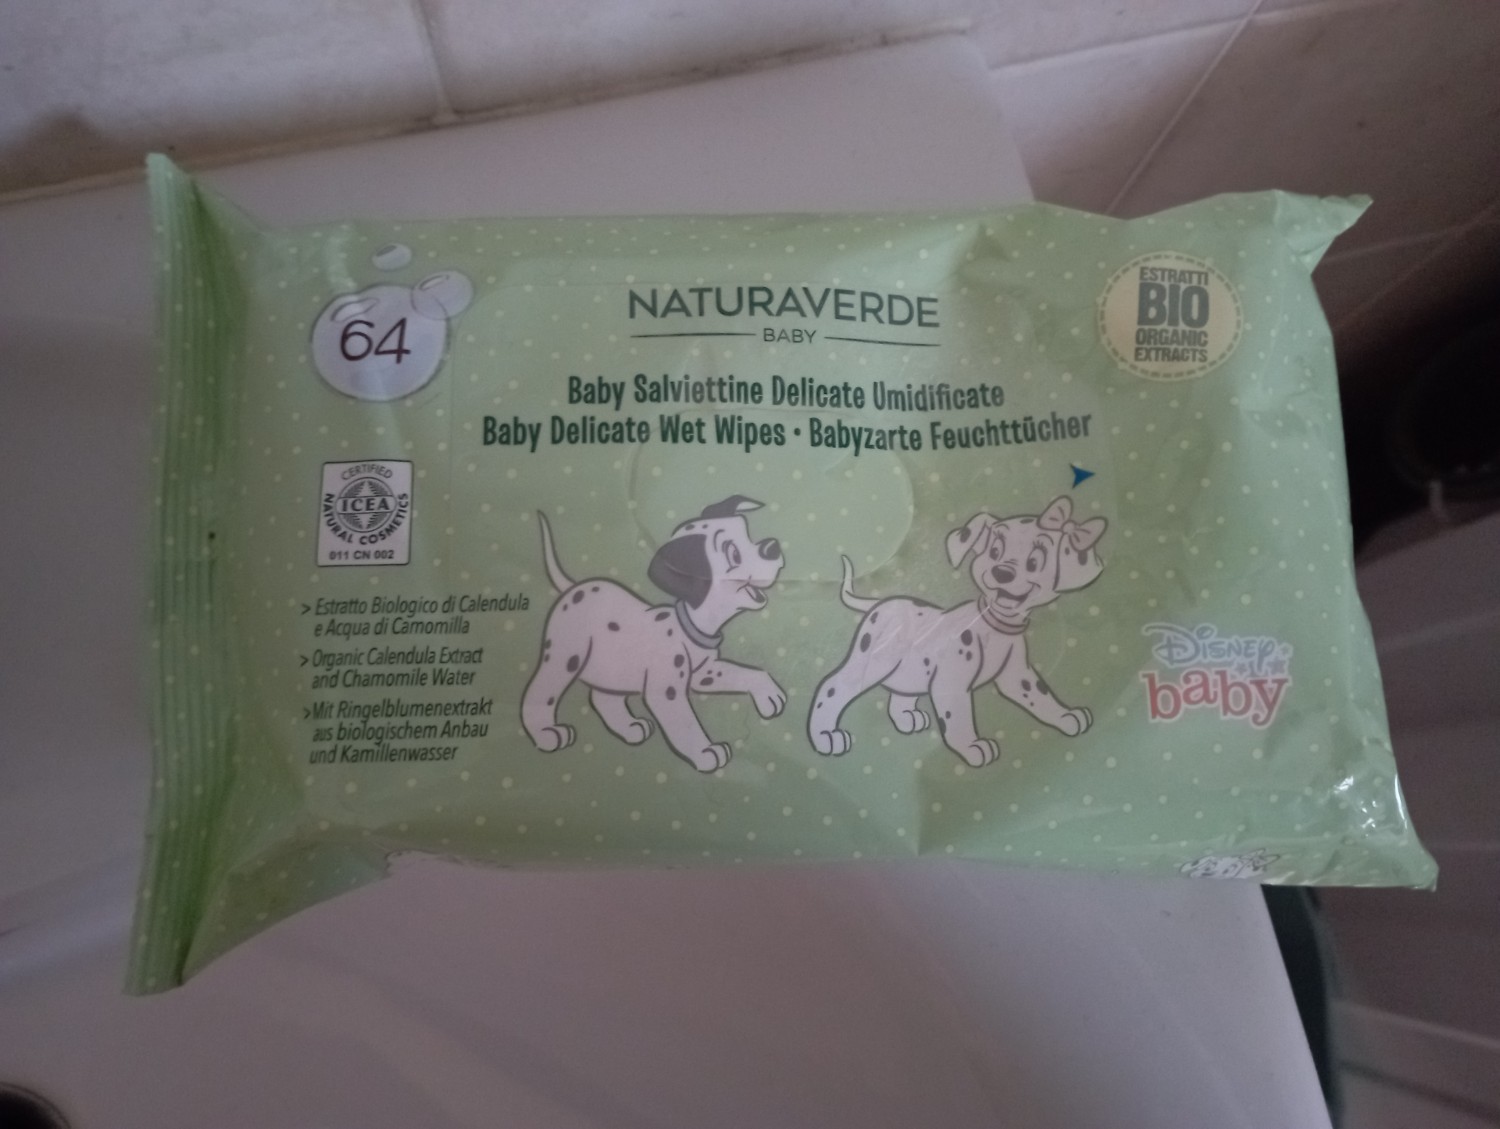 64
NATURAVERDE
BABY
ESTRATTI
BIO
ORGANIC
EXTRACTS
Baby Salviettine Delicate Umidificate
Baby Delicate Wet Wipes • Babyzarte Feuchttücher
CERTIFIED
ICEA
NATURAL COSMETICS
011 CN 002
> Estratto Biologico di Calendula
e Acqua di Camomilla
> Organic Calendula Extract
and Chamomile Water
>Mit Ringelblumenextrakt
aus biologischem Anbau
und Kamillenwasser
Disney
baby